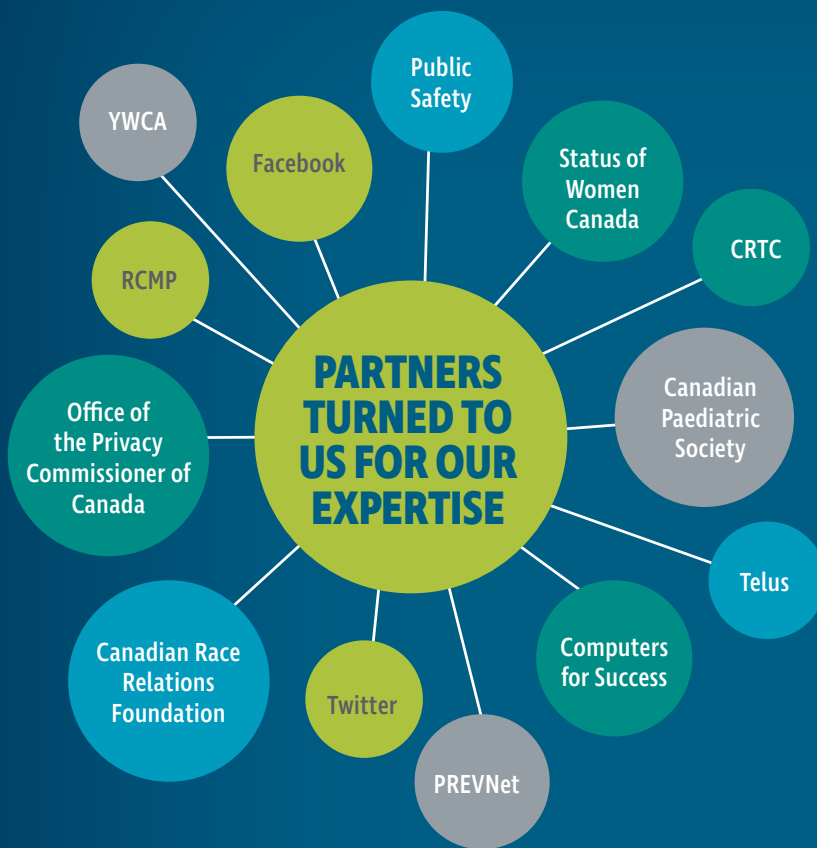 Public
Safety
YWCA
Facebook
Status of
Women
Canada
CRTC
RCMP
PARTNERS
TURNED TO
US FOR OUR
EXPERTISE
Canadian
Paediatric
Society
Office of
the Privacy
Commissioner of
Canada
Telus
Computers
for Success
Canadian Race
Relations
Foundation
Twitter
PREVNet